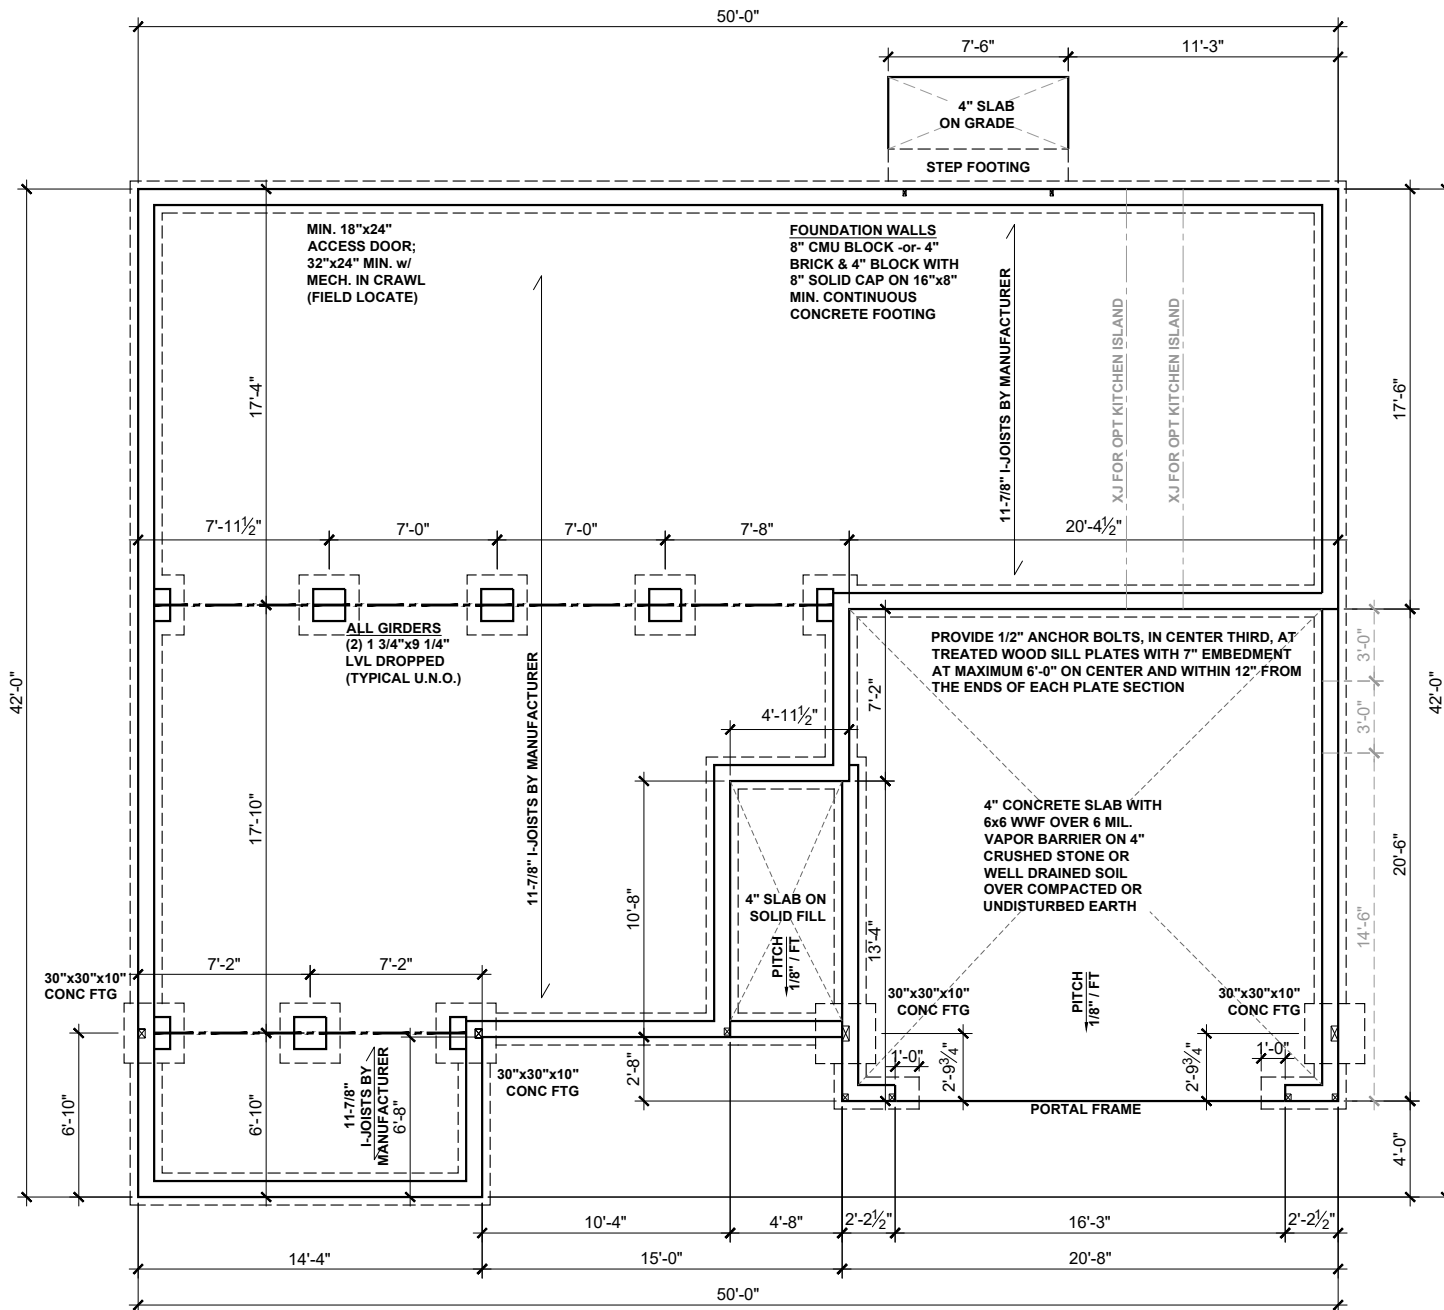 50'-0"
7'-6"
11'-3"
4" SLAB
ON GRADE
STEP FOOTING
MIN. 18"x24"
ACCESS DOOR;
32"x24" MIN. w/
MECH. IN CRAWL
(FIELD LOCATE)
FOUNDATION WALLS
8" CMU BLOCK -or- 4"
BRICK & 4" BLOCK WITH
8" SOLID CAP ON 16"x8"
MIN. CONTINUOUS
CONCRETE FOOTING
11-7/8" I-JOISTS BY MANUFACTURER
XJ FOR OPT KITCHEN ISLAND
XJ FOR OPT KITCHEN ISLAND
17'-4"
17'-6"
42'-0"
42'-0"
7'-11½"
7'-0"
7'-0"
7'-8"
20'-4½"
ALL GIRDERS
(2) 1 3/4"x9 1/4"
LVL DROPPED
(TYPICAL U.N.O.)
11-7/8" I-JOISTS BY MANUFACTURER
PROVIDE 1/2" ANCHOR BOLTS, IN CENTER THIRD, AT
TREATED WOOD SILL PLATES WITH 7" EMBEDMENT
AT MAXIMUM 6'-0" ON CENTER AND WITHIN 12" FROM
THE ENDS OF EACH PLATE SECTION
3'-0"
3'-0"
7'-2"
4'-11½"
4" CONCRETE SLAB WITH
6x6 WWF OVER 6 MIL.
VAPOR BARRIER ON 4"
CRUSHED STONE OR
WELL DRAINED SOIL
OVER COMPACTED OR
UNDISTURBED EARTH
17'-10"
10'-8"
4" SLAB ON
SOLID FILL
PITCH
1/8" / FT
13'-4"
20'-6"
14'-6"
7'-2"
7'-2"
30"x30"x10"
CONC FTG
30"x30"x10"
CONC FTG
PITCH
1/8" / FT
30"x30"x10"
CONC FTG
30"x30"x10"
CONC FTG
1'-0"
2'-9¾"
2'-9¾"
1'-0"
2'-8"
6'-10"
6'-10"
11-7/8"
I-JOISTS BY
MANUFACTURER
6'-8"
PORTAL FRAME
4'-0"
10'-4"
4'-8"
2'-2½"
16'-3"
2'-2½"
14'-4"
15'-0"
20'-8"
50'-0"